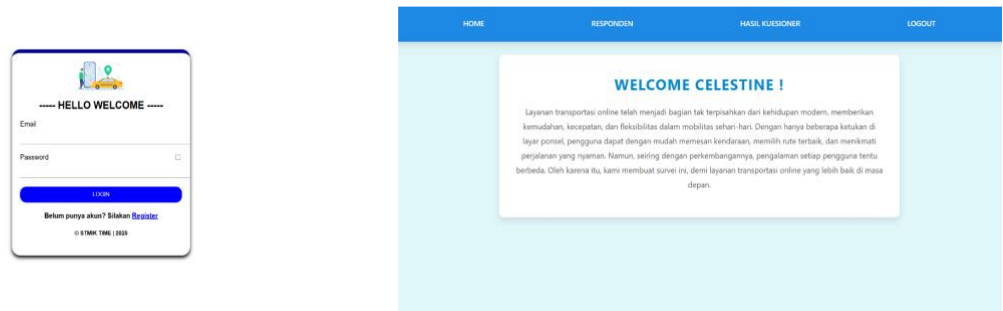 ----- HELLO WELCOME -----
Email
Password
LOGIN
Belum punya akun? Silakan Register
© STMIK TIME | 2025
HOME RESPONDEN HASIL KUESIONER LOGOUT
WELCOME CELESTINE !
Layanan transportasi online telah menjadi bagian tak terpisahkan dari kehidupan modern, memberikan
kemudahan, kecepatan, dan fleksibilitas dalam mobilitas sehari-hari. Dengan hanya beberapa ketukan di
layar ponsel, pengguna dapat dengan mudah memesan kendaraan, memilih rute terbaik, dan menikmati
perjalanan yang nyaman. Namun, seiring dengan perkembangannya, pengalaman setiap pengguna tentu
berbeda. Oleh karena itu, kami membuat survei ini, demi layanan transportasi online yang lebih baik di masa
depan.